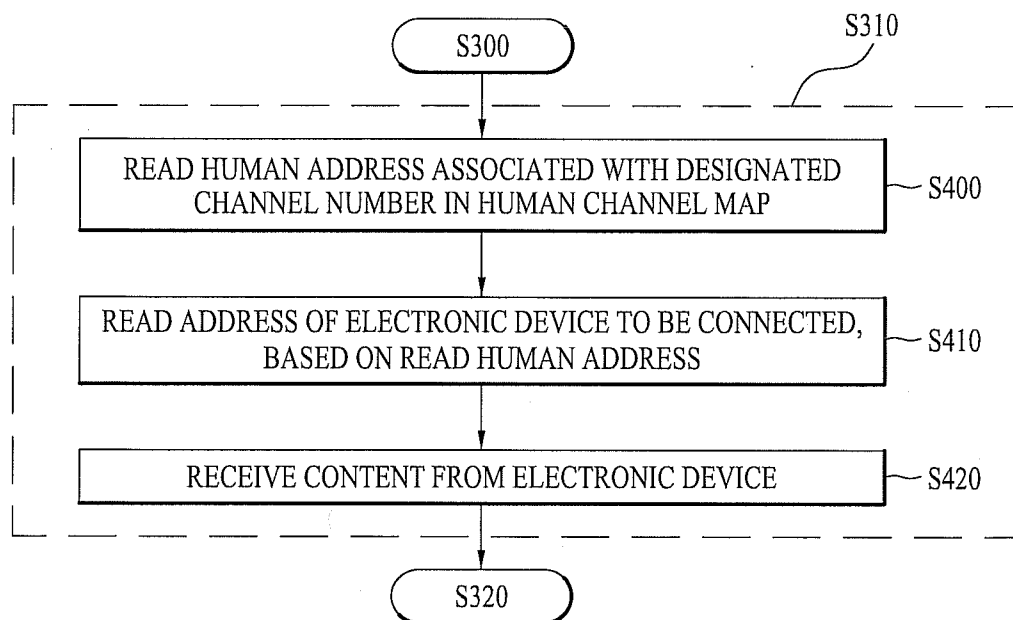 S310
S300
READ HUMAN ADDRESS ASSOCIATED WITH DESIGNATED
CHANNEL NUMBER IN HUMAN CHANNEL MAP
S400
READ ADDRESS OF ELECTRONIC DEVICE TO BE CONNECTED,
BASED ON READ HUMAN ADDRESS
S410
RECEIVE CONTENT FROM ELECTRONIC DEVICE
S420
S320